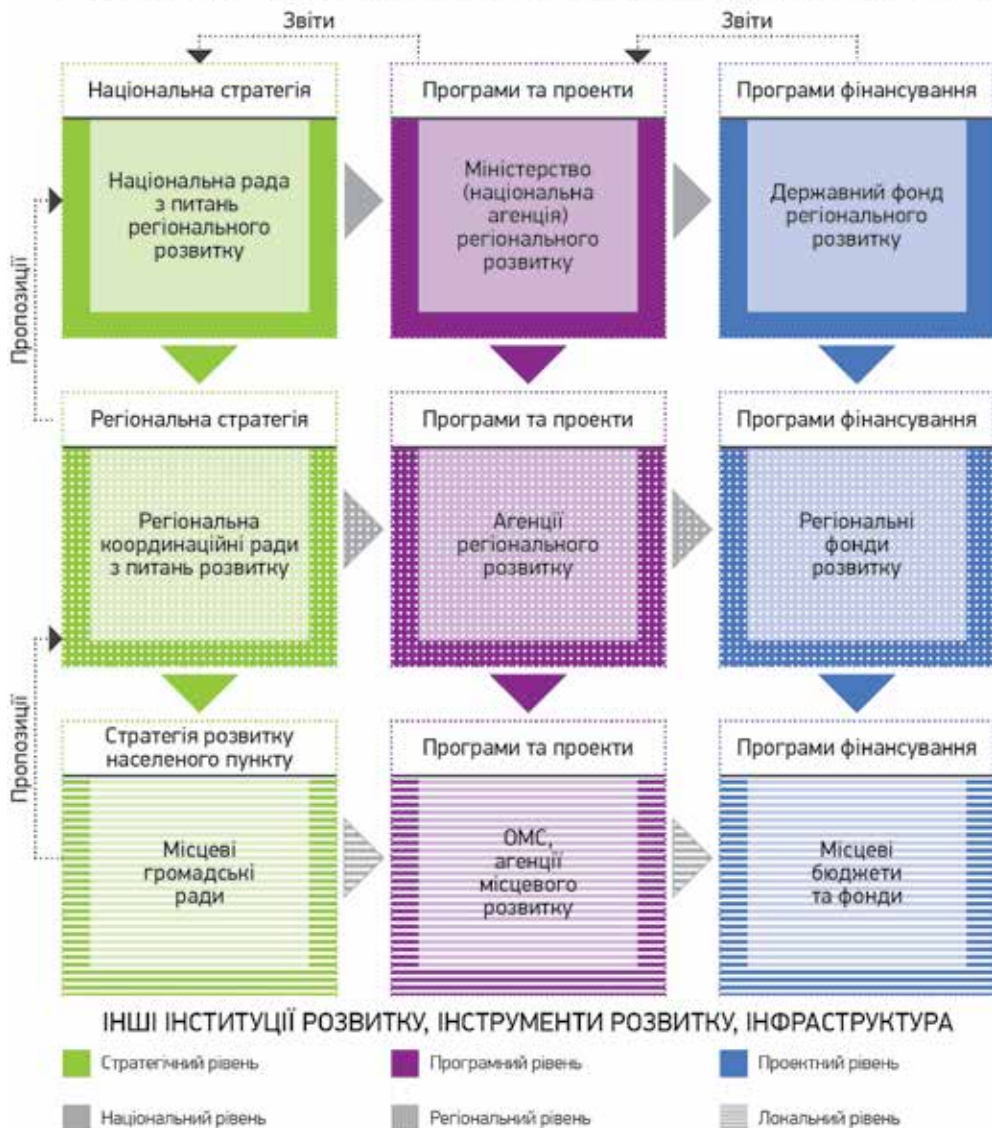 Звіти
Звіти
Національна стратегія
Програми та проекти
Програми фінансування
Національна рада
з питань
регіонального
розвитку
Міністерство
(національна
агенція)
регіонального
розвитку
Державний фонд
регіонального
розвитку
Пропозиції
Регіональна стратегія
Програми та проекти
Програми фінансування
Регіональна
координаційні ради
з питань розвитку
Агенції
регіонального
розвитку
Регіональні
фонди
розвитку
Пропозиції
Стратегія розвитку
населеного пункту
Програми та проекти
Програми фінансування
Місцеві
громадські
ради
ОМС,
агенції
місцевого
розвитку
Місцеві
бюджети
та фонди
ІНШІ ІНСТИТУЦІЇ РОЗВИТКУ, ІНСТРУМЕНТИ РОЗВИТКУ, ІНФРАСТРУКТУРА
Стратегічний рівень
Програмний рівень
Проектний рівень
Національний рівень
Регіональний рівень
Локальний рівень